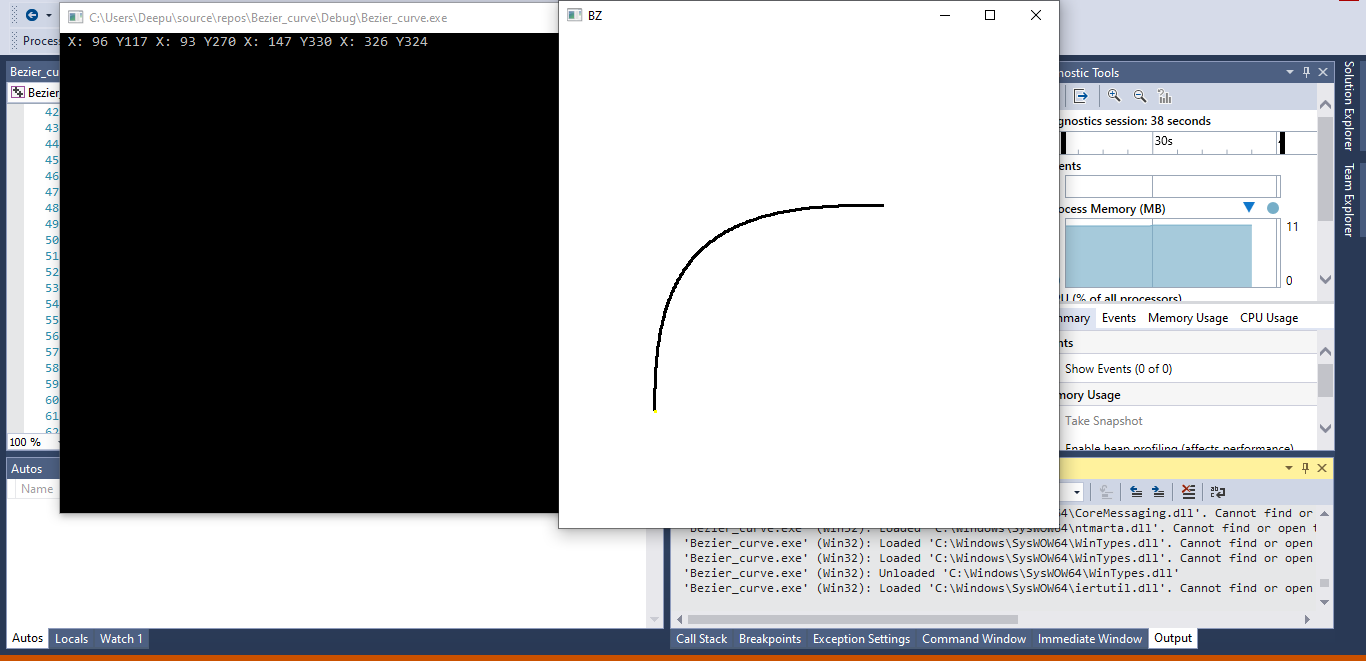 C:\Users\Deepu\source\repos\Bezier_curve\Debug\Bezier_curve.exe
X: 96 Y117 X: 93 Y270 X: 147 Y330 X: 326 Y324
BZ
Proces
Bezier_cu
Bezier
42
43
44
45
46
47
48
49
50
51
52
53
54
55
56
57
58
59
60
61
62
100 %
Autos
Name
Autos Locals Watch 1
nostic Tools
gnostics session: 38 seconds
30s
ents
ocess Memory (MB)
11
0
U (% of all processors)
mmary Events Memory Usage CPU Usage
nts
Show Events (0 of 0)
mory Usage
Take Snapshot
Enable heap profiling (affects performance)
Solution Explorer
Team Explorer
64\CoreMessaging.dll'. Cannot find or
'Bezier_curve.exe' (Win32): Loaded 'C:\Windows\SysWOW64\ntmarta.dll'. Cannot find or open t
'Bezier_curve.exe' (Win32): Loaded 'C:\Windows\SysWOW64\WinTypes.dll'. Cannot find or open
'Bezier_curve.exe' (Win32): Loaded 'C:\Windows\SysWOW64\WinTypes.dll'. Cannot find or open
'Bezier_curve.exe' (Win32): Unloaded 'C:\Windows\SysWOW64\WinTypes.dll'
'Bezier_curve.exe' (Win32): Loaded 'C:\Windows\SysWOW64\iertutil.dll'. Cannot find or open
Call Stack Breakpoints Exception Settings Command Window Immediate Window Output